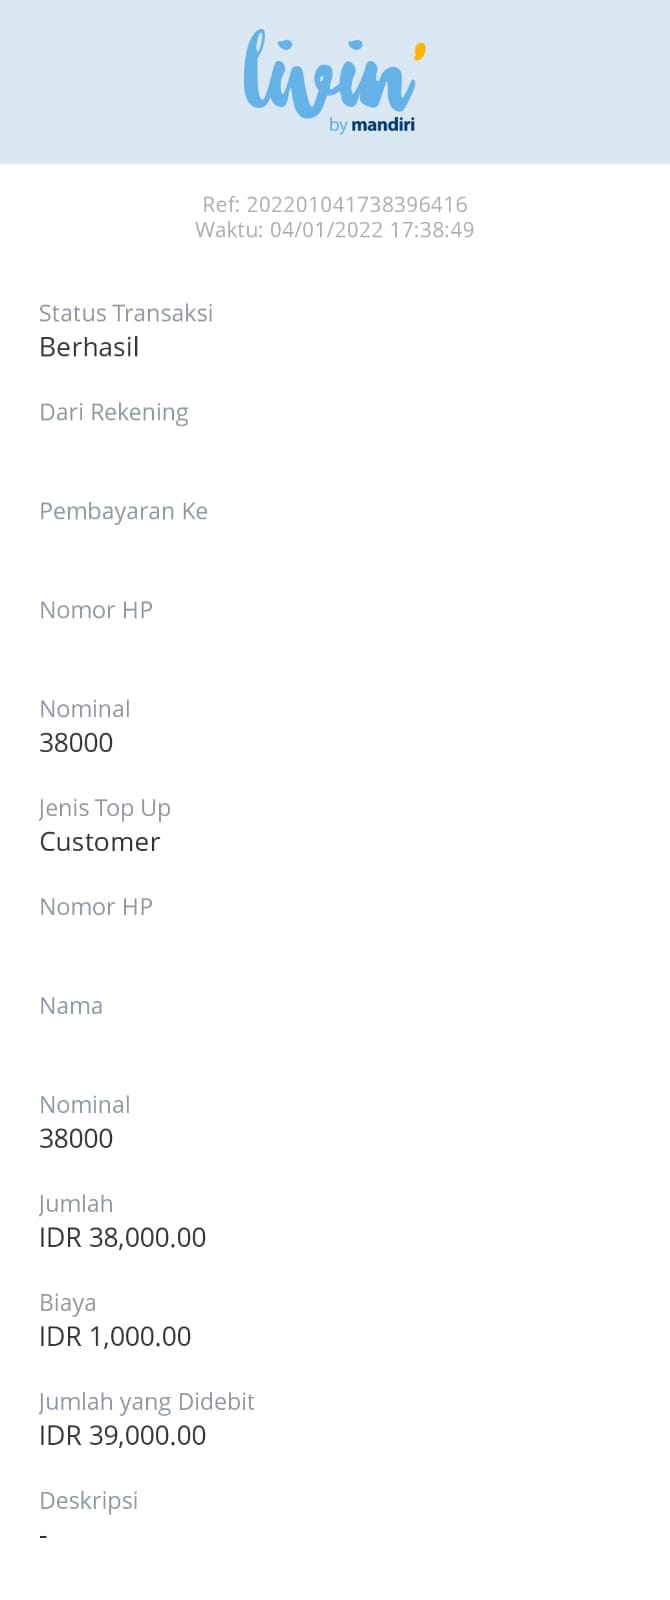 livin'
by mandiri
Ref: 202201041738396416
Waktu: 04/01/2022 17:38:49
Status Transaksi
Berhasil
Dari Rekening
Pembayaran Ke
Nomor HP
Nominal
38000
Jenis Top Up
Customer
Nomor HP
Nama
Nominal
38000
Jumlah
IDR 38,000.00
Biaya
IDR 1,000.00
Jumlah yang Didebit
IDR 39,000.00
Deskripsi
-